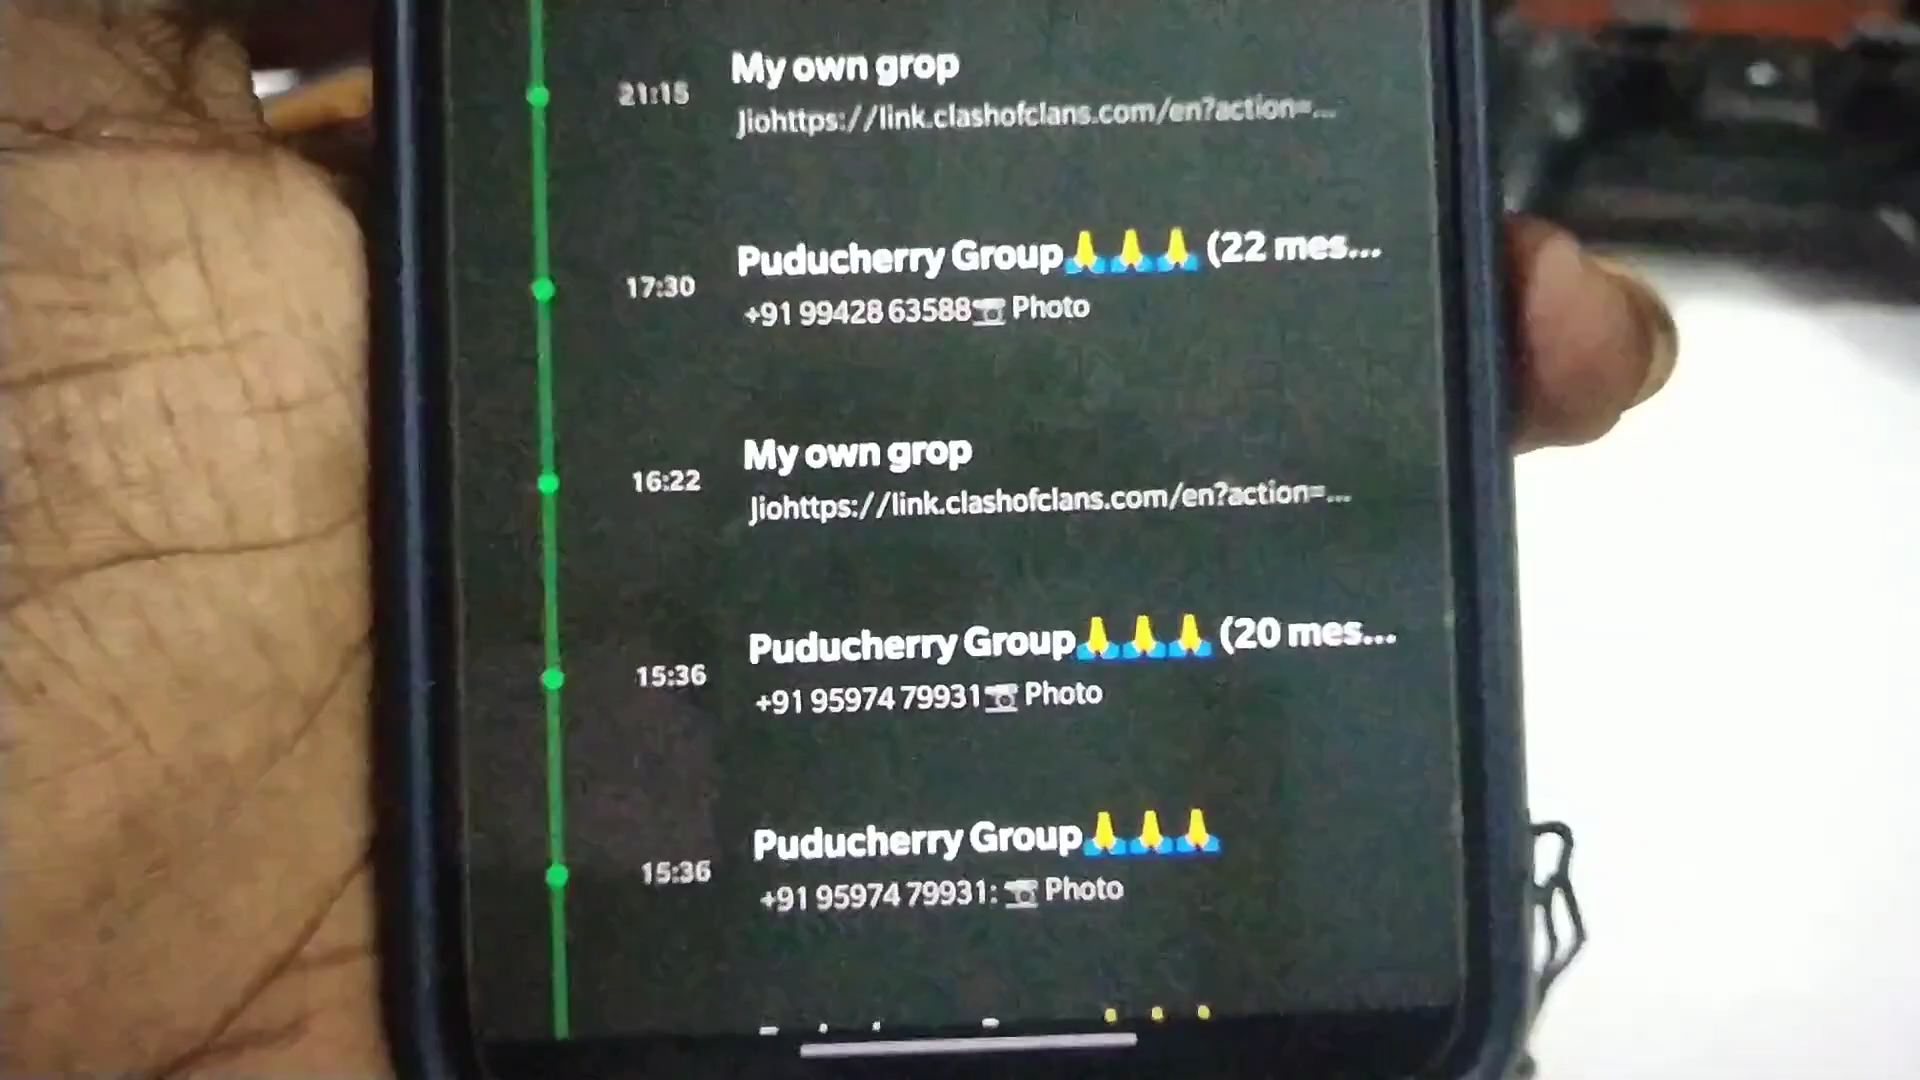 21:15 My own grop
Jiohttps://link.clashofclans.com/en?action=...
17:30 Puducherry Group🙏🙏🙏 (22 mes...
+91 99428 63588📷 Photo
16:22 My own grop
Jiohttps://link.clashofclans.com/en?action=...
15:36 Puducherry Group🙏🙏🙏 (20 mes...
+91 95974 79931📷 Photo
15:36 Puducherry Group🙏🙏🙏
+91 95974 79931: 📷 Photo